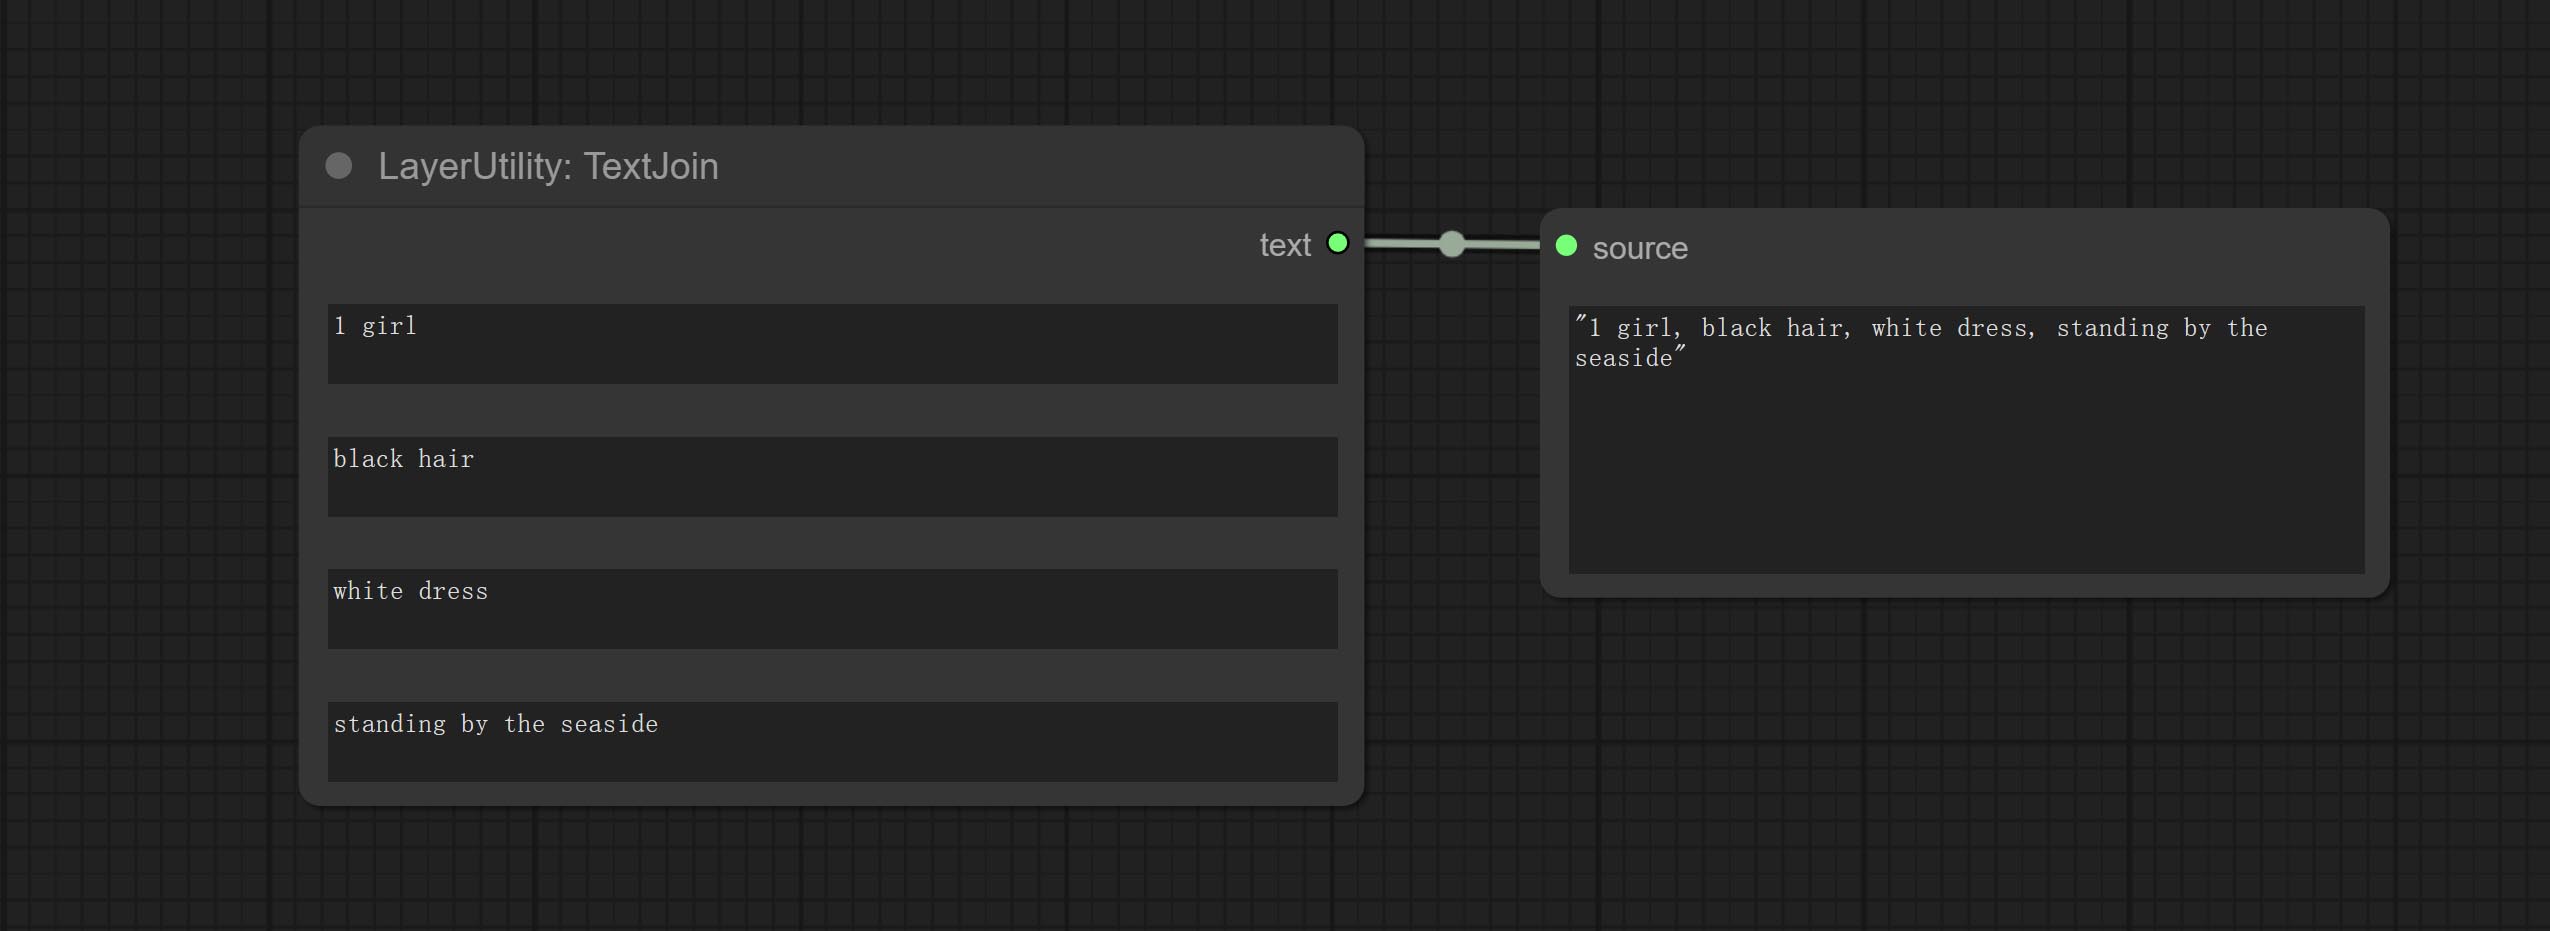 LayerUtility: TextJoin
text
1 girl
black hair
white dress
standing by the seaside
source
"1 girl, black hair, white dress, standing by the
seaside"